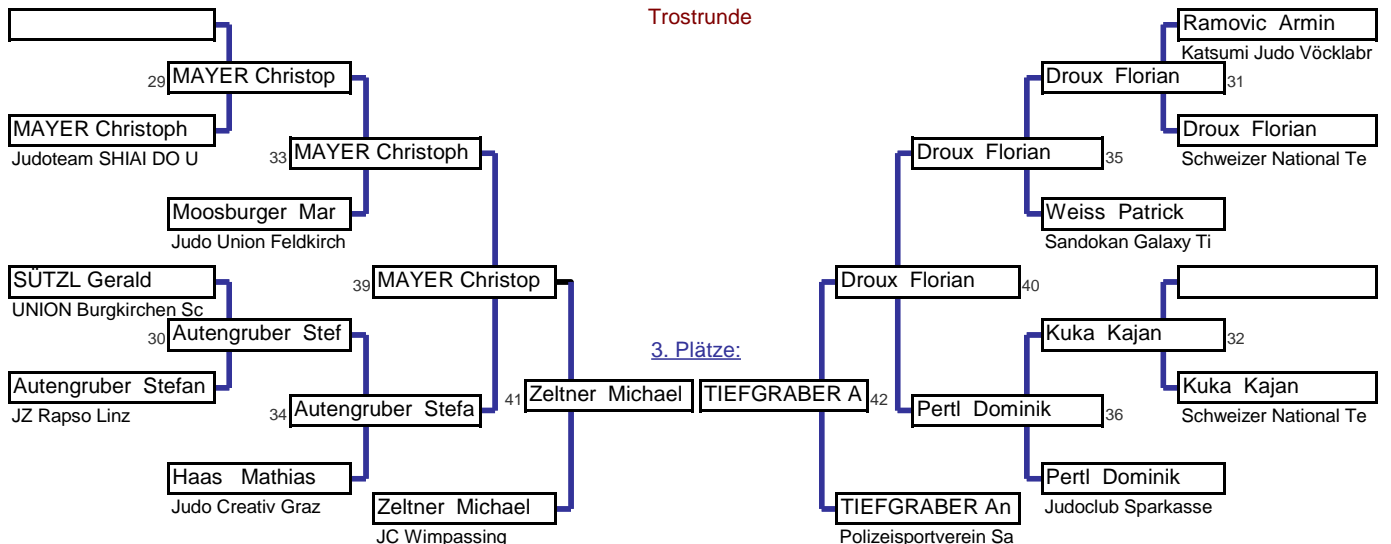 Trostrunde
29 MAYER Christop
MAYER Christoph
Judoteam SHIAI DO U
33 MAYER Christoph
Moosburger Mar
Judo Union Feldkirch
SÜTZL Gerald
UNION Burgkirchen Sc
39 MAYER Christop
30 Autengruber Stef
Autengruber Stefan
JZ Rapso Linz
34 Autengruber Stefa
Haas Mathias
Judo Creativ Graz
3. Plätze:
41 Zeltner Michael
Zeltner Michael
JC Wimpassing
TIEFGRABER A 42
TIEFGRABER An
Polizeisportverein Sa
Ramovic Armin
Katsumi Judo Vöcklabr
Droux Florian 31
Droux Florian
Schweizer National Te
Droux Florian 35
Weiss Patrick
Sandokan Galaxy Ti
Droux Florian 40
Kuka Kajan 32
Kuka Kajan
Schweizer National Te
Pertl Dominik 36
Pertl Dominik
Judoclub Sparkasse